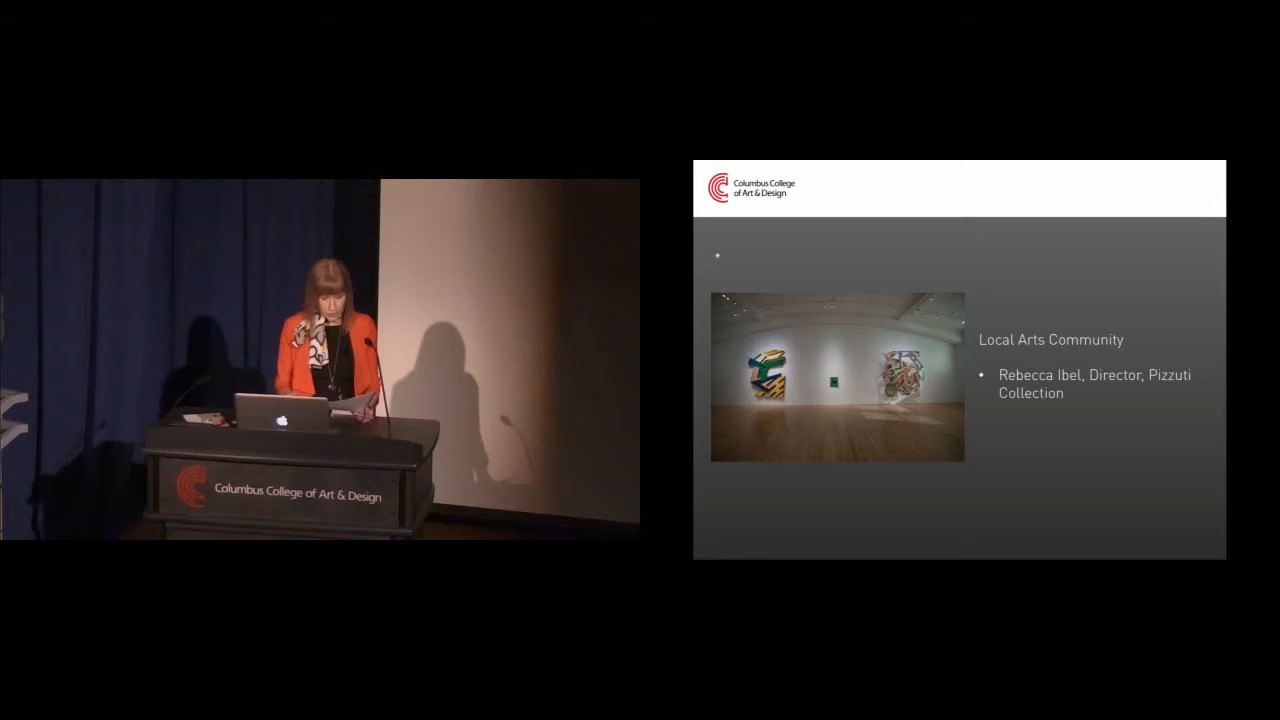 Columbus College of Art & Design
Columbus College
of Art & Design
*
Local Arts Community
• Rebecca Ibel, Director, Pizzuti
Collection